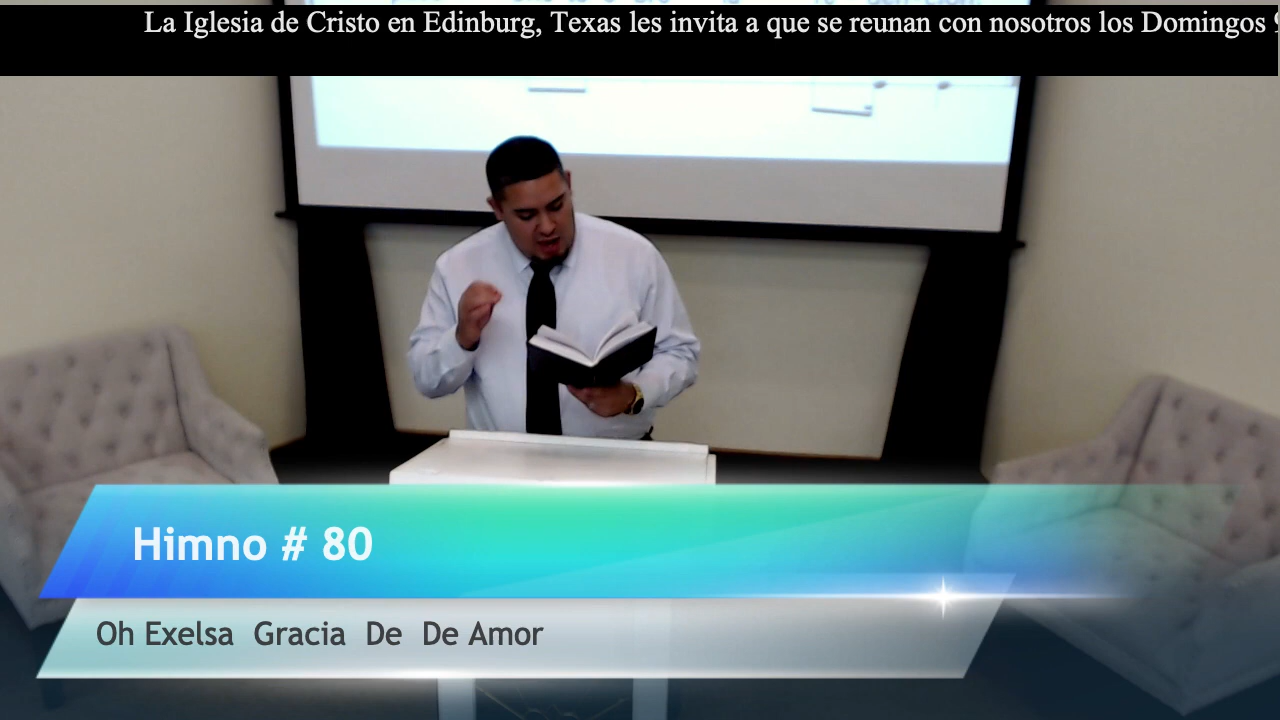 La Iglesia de Cristo en Edinburg, Texas les invita a que se reunan con nosotros los Domingos
Himno # 80
Oh Exelsa Gracia De De Amor